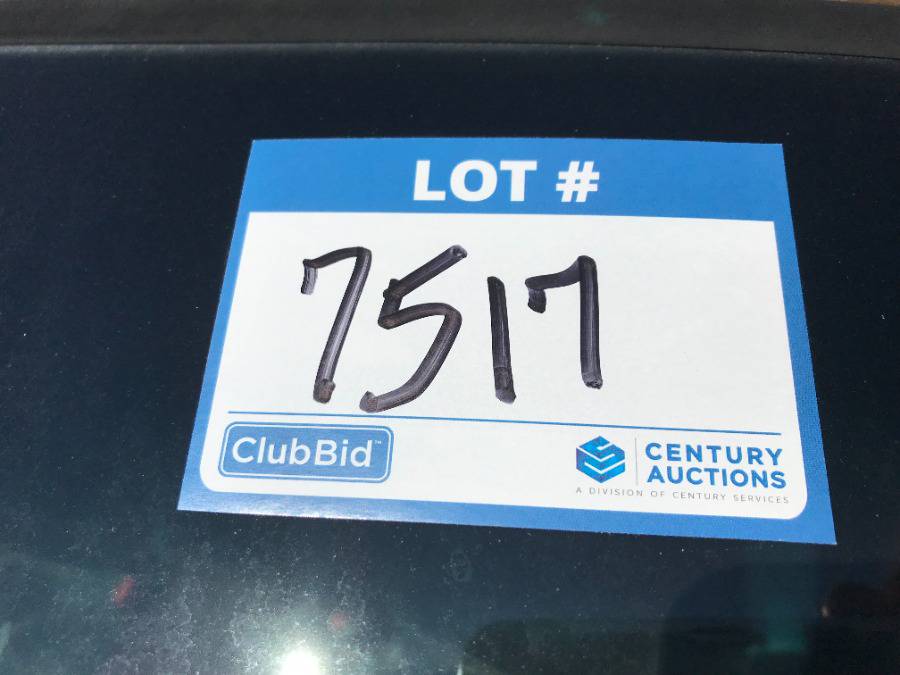 LOT #
7517
ClubBid™
CENTURY
AUCTIONS
A DIVISION OF CENTURY SERVICES